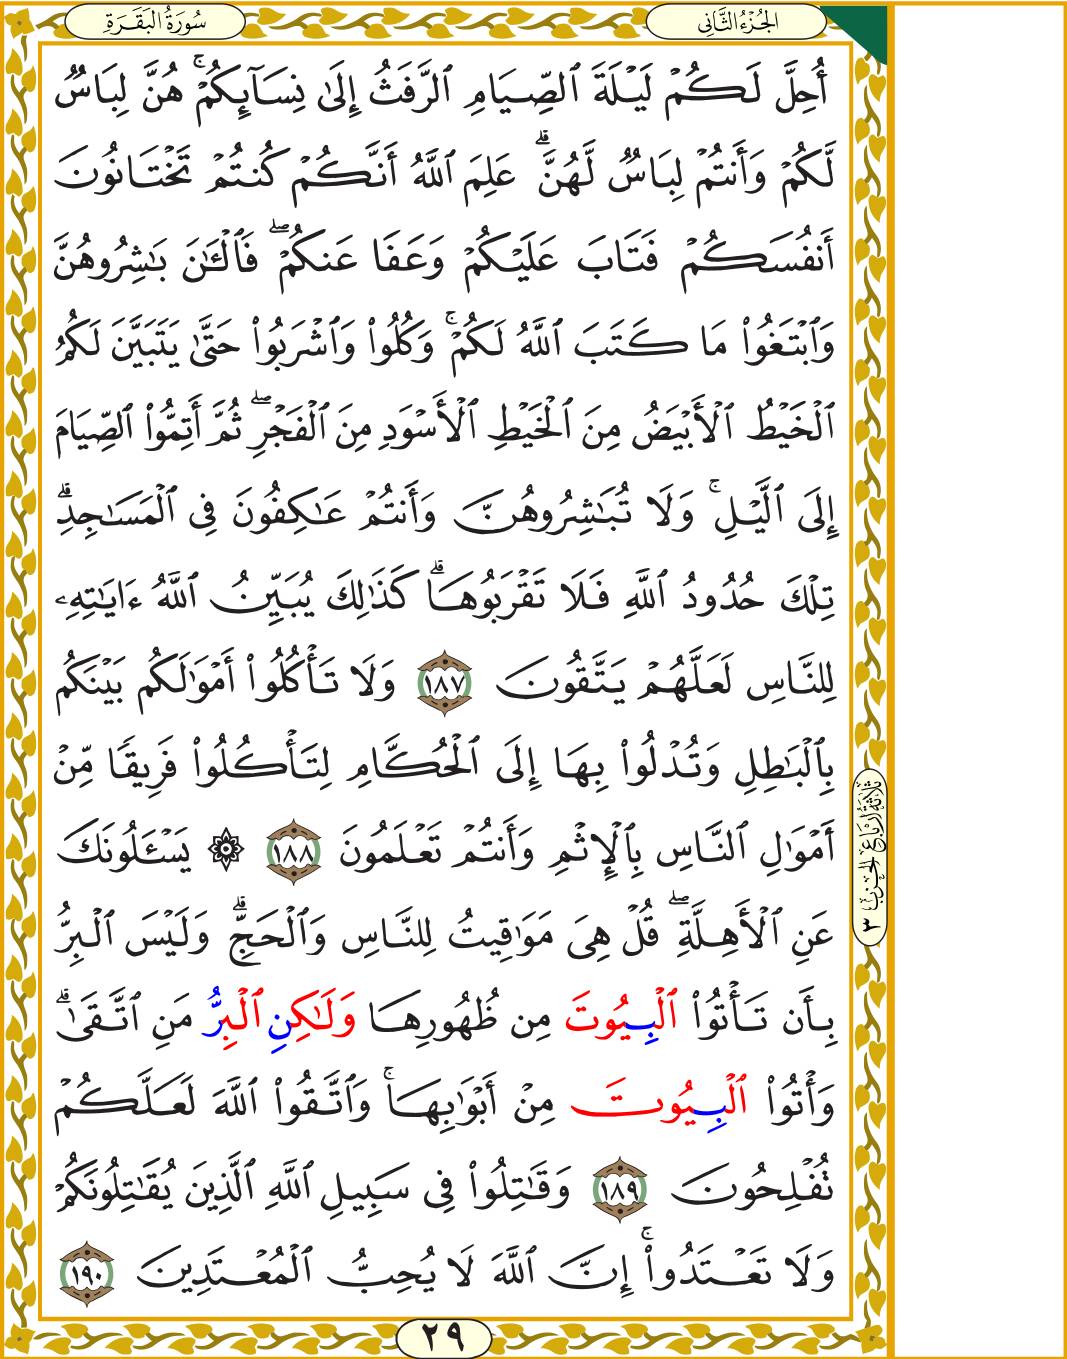 سُورَةُ البَقَرَةِ
الجُزْءُ الثَّانِي
أُحِلَّ لَكُمۡ لَيۡلَةَ ٱلصِّيَامِ ٱلرَّفَثُ إِلَىٰ نِسَآئِكُمۡۚ هُنَّ لِبَاسٞ
لَّكُمۡ وَأَنتُمۡ لِبَاسٞ لَّهُنَّۗ عَلِمَ ٱللَّهُ أَنَّكُمۡ كُنتُمۡ تَخۡتَانُونَ
أَنفُسَكُمۡ فَتَابَ عَلَيۡكُمۡ وَعَفَا عَنكُمۡۖ فَٱلۡـَٰٔنَ بَٰشِرُوهُنَّ
وَٱبۡتَغُواْ مَا كَتَبَ ٱللَّهُ لَكُمۡۚ وَكُلُواْ وَٱشۡرَبُواْ حَتَّىٰ يَتَبَيَّنَ لَكُمُ
ٱلۡخَيۡطُ ٱلۡأَبۡيَضُ مِنَ ٱلۡخَيۡطِ ٱلۡأَسۡوَدِ مِنَ ٱلۡفَجۡرِۖ ثُمَّ أَتِمُّواْ ٱلصِّيَامَ
إِلَى ٱلَّيۡلِۚ وَلَا تُبَٰشِرُوهُنَّ وَأَنتُمۡ عَٰكِفُونَ فِي ٱلۡمَسَٰجِدِۗ
تِلۡكَ حُدُودُ ٱللَّهِ فَلَا تَقۡرَبُوهَاۗ كَذَٰلِكَ يُبَيِّنُ ٱللَّهُ ءَايَٰتِهِۦ
لِلنَّاسِ لَعَلَّهُمۡ يَتَّقُونَ ١٨٧ وَلَا تَأۡكُلُوٓاْ أَمۡوَٰلَكُم بَيۡنَكُم
بِٱلۡبَٰطِلِ وَتُدۡلُواْ بِهَآ إِلَى ٱلۡحُكَّامِ لِتَأۡكُلُواْ فَرِيقٗا مِّنۡ
أَمۡوَٰلِ ٱلنَّاسِ بِٱلۡإِثۡمِ وَأَنتُمۡ تَعۡلَمُونَ ١٨٨ ۞ يَسۡـَٔلُونَكَ
عَنِ ٱلۡأَهِلَّةِۖ قُلۡ هِيَ مَوَٰقِيتُ لِلنَّاسِ وَٱلۡحَجِّۗ وَلَيۡسَ ٱلۡبِرُّ
بِأَن تَأۡتُواْ ٱلۡبِيُوتَ مِن ظُهُورِهَا وَلَٰكِنِ ٱلۡبِرُّ مَنِ ٱتَّقَىٰۗ
وَأۡتُواْ ٱلۡبِيُوتَ مِنۡ أَبۡوَٰبِهَاۚ وَٱتَّقُواْ ٱللَّهَ لَعَلَّكُمۡ
تُفۡلِحُونَ ١٨٩ وَقَٰتِلُواْ فِي سَبِيلِ ٱللَّهِ ٱلَّذِينَ يُقَٰتِلُونَكُمۡ
وَلَا تَعۡتَدُوٓاْۚ إِنَّ ٱللَّهَ لَا يُحِبُّ ٱلۡمُعۡتَدِينَ ١٩٠
ثَلَاثَةُ أَرْبَاعِ الحِزْبِ ٣
٢٩